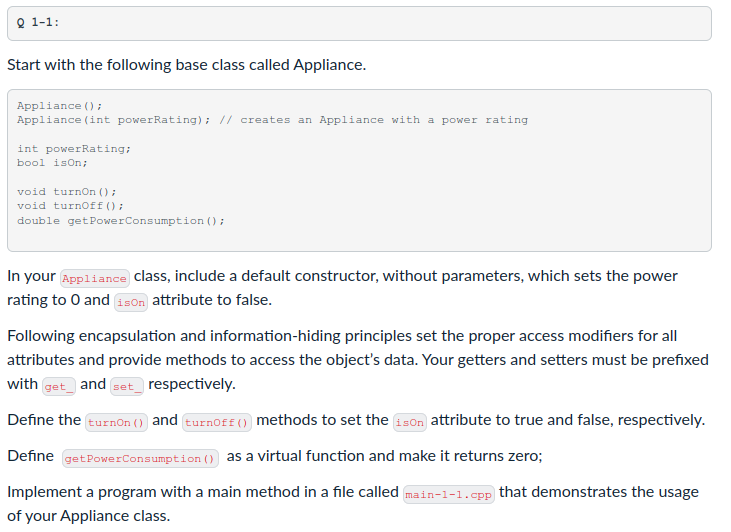 Q 1-1:
Start with the following base class called Appliance.
Appliance();
Appliance(int powerRating); // creates an Appliance with a power rating
int powerRating;
bool isOn;
void turnOn();
void turnOff();
double getPowerConsumption();
In your Appliance class, include a default constructor, without parameters, which sets the power
rating to 0 and isOn attribute to false.
Following encapsulation and information-hiding principles set the proper access modifiers for all
attributes and provide methods to access the object’s data. Your getters and setters must be prefixed
with get_ and set_ respectively.
Define the turnOn() and turnOff() methods to set the isOn attribute to true and false, respectively.
Define getPowerConsumption() as a virtual function and make it returns zero;
Implement a program with a main method in a file called main-1-1.cpp that demonstrates the usage
of your Appliance class.